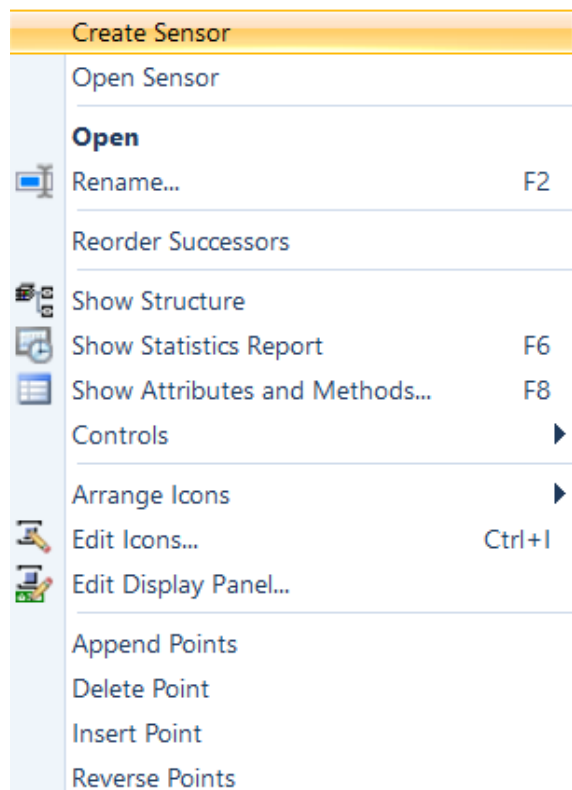 Create Sensor
Open Sensor
Open
Rename... F2
Reorder Successors
Show Structure
Show Statistics Report F6
Show Attributes and Methods... F8
Controls
Arrange Icons
Edit Icons... Ctrl+I
Edit Display Panel...
Append Points
Delete Point
Insert Point
Reverse Points